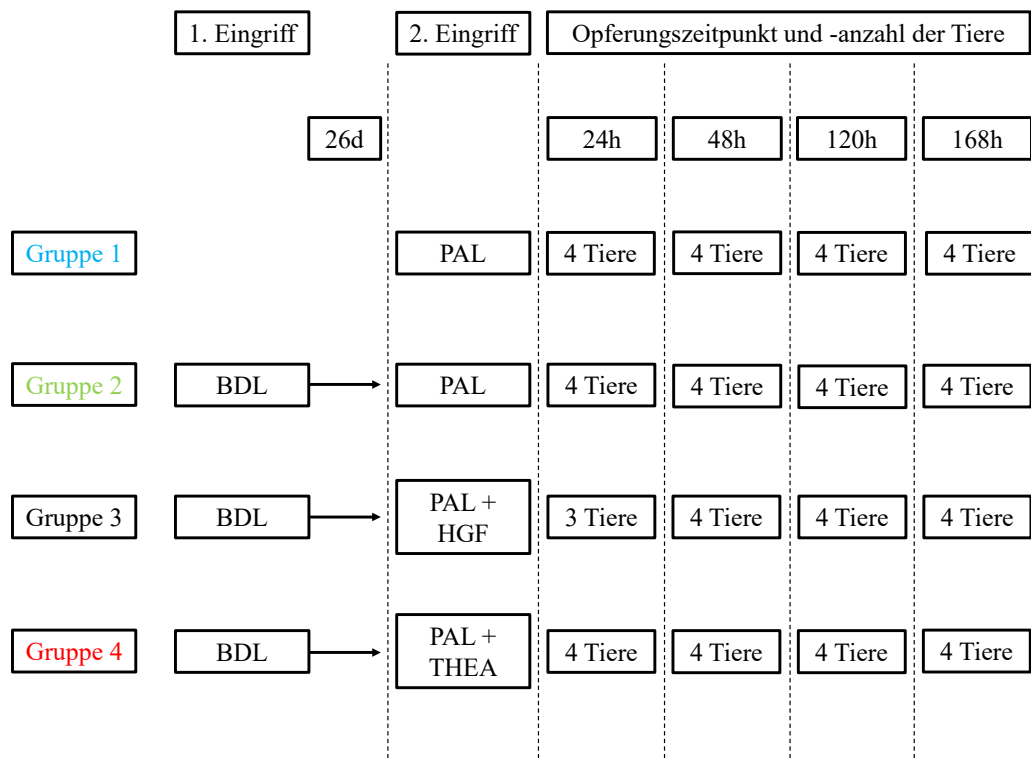 1. Eingriff 2. Eingriff Opferungszeitpunkt und -anzahl der Tiere
26d 24h 48h 120h 168h
Gruppe 1 PAL 4 Tiere 4 Tiere 4 Tiere 4 Tiere
Gruppe 2 BDL PAL 4 Tiere 4 Tiere 4 Tiere 4 Tiere
Gruppe 3 BDL PAL + HGF 3 Tiere 4 Tiere 4 Tiere 4 Tiere
Gruppe 4 BDL PAL + THEA 4 Tiere 4 Tiere 4 Tiere 4 Tiere